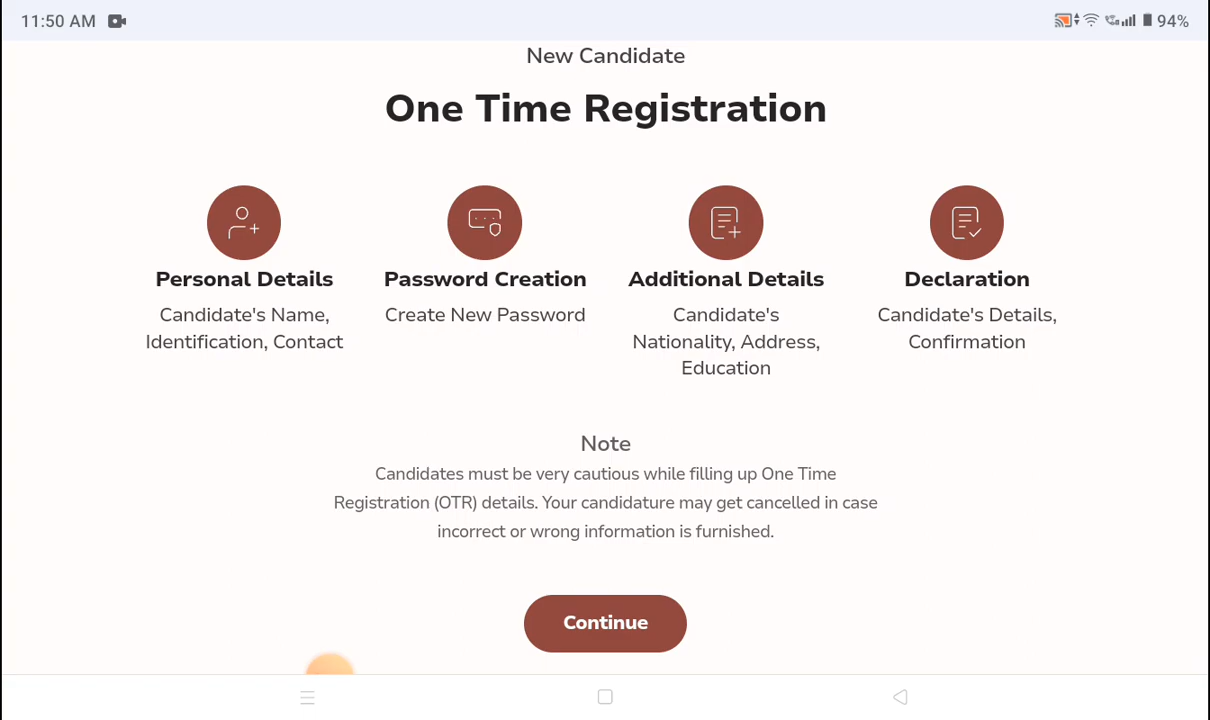 11:50 AM
94%
New Candidate
One Time Registration
Personal Details
Candidate's Name,
Identification, Contact
Password Creation
Create New Password
Additional Details
Candidate's
Nationality, Address,
Education
Declaration
Candidate's Details,
Confirmation
Note
Candidates must be very cautious while filling up One Time
Registration (OTR) details. Your candidature may get cancelled in case
incorrect or wrong information is furnished.
Continue